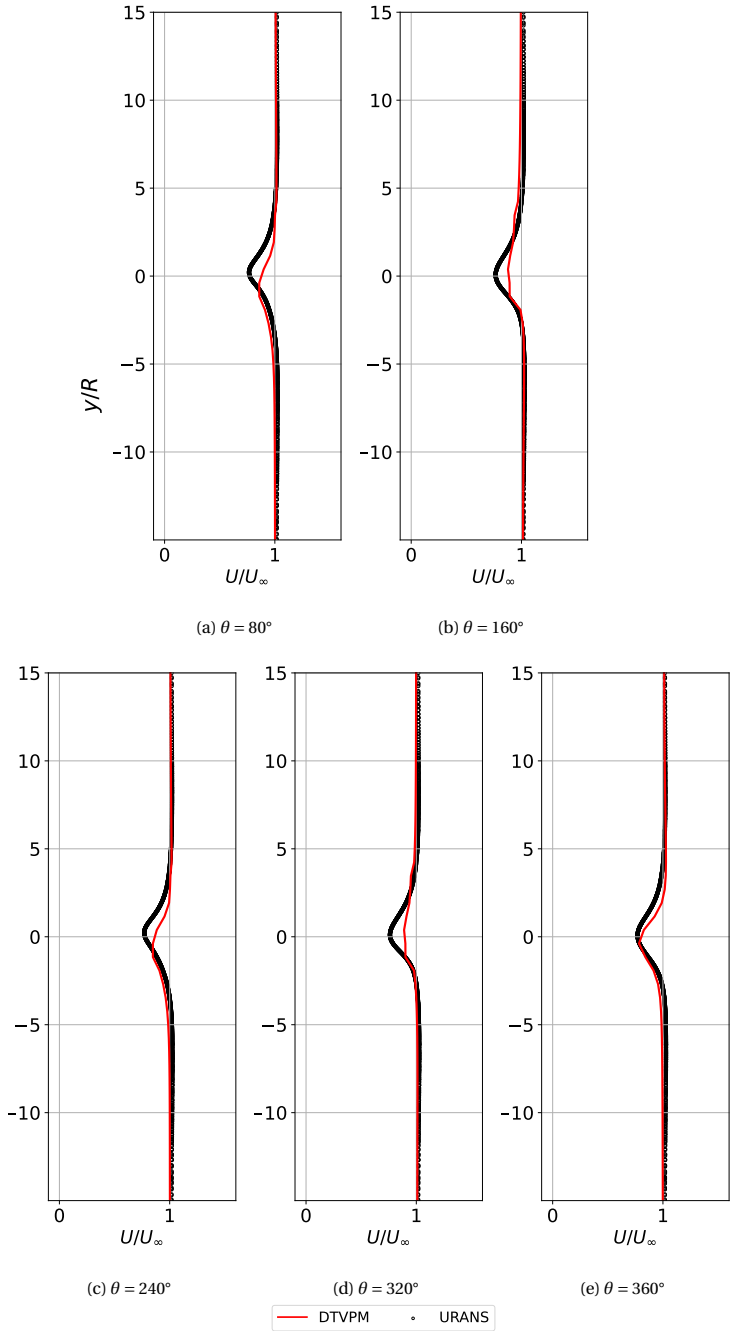 15
10
5
0
−5
−10
y/R
0 1
U/U∞
15
10
5
0
−5
−10
0 1
U/U∞
(a) θ = 80°
(b) θ = 160°
15
10
5
0
−5
−10
0 1
U/U∞
15
10
5
0
−5
−10
0 1
U/U∞
15
10
5
0
−5
−10
0 1
U/U∞
(c) θ = 240°
(d) θ = 320°
(e) θ = 360°
DTVPM URANS